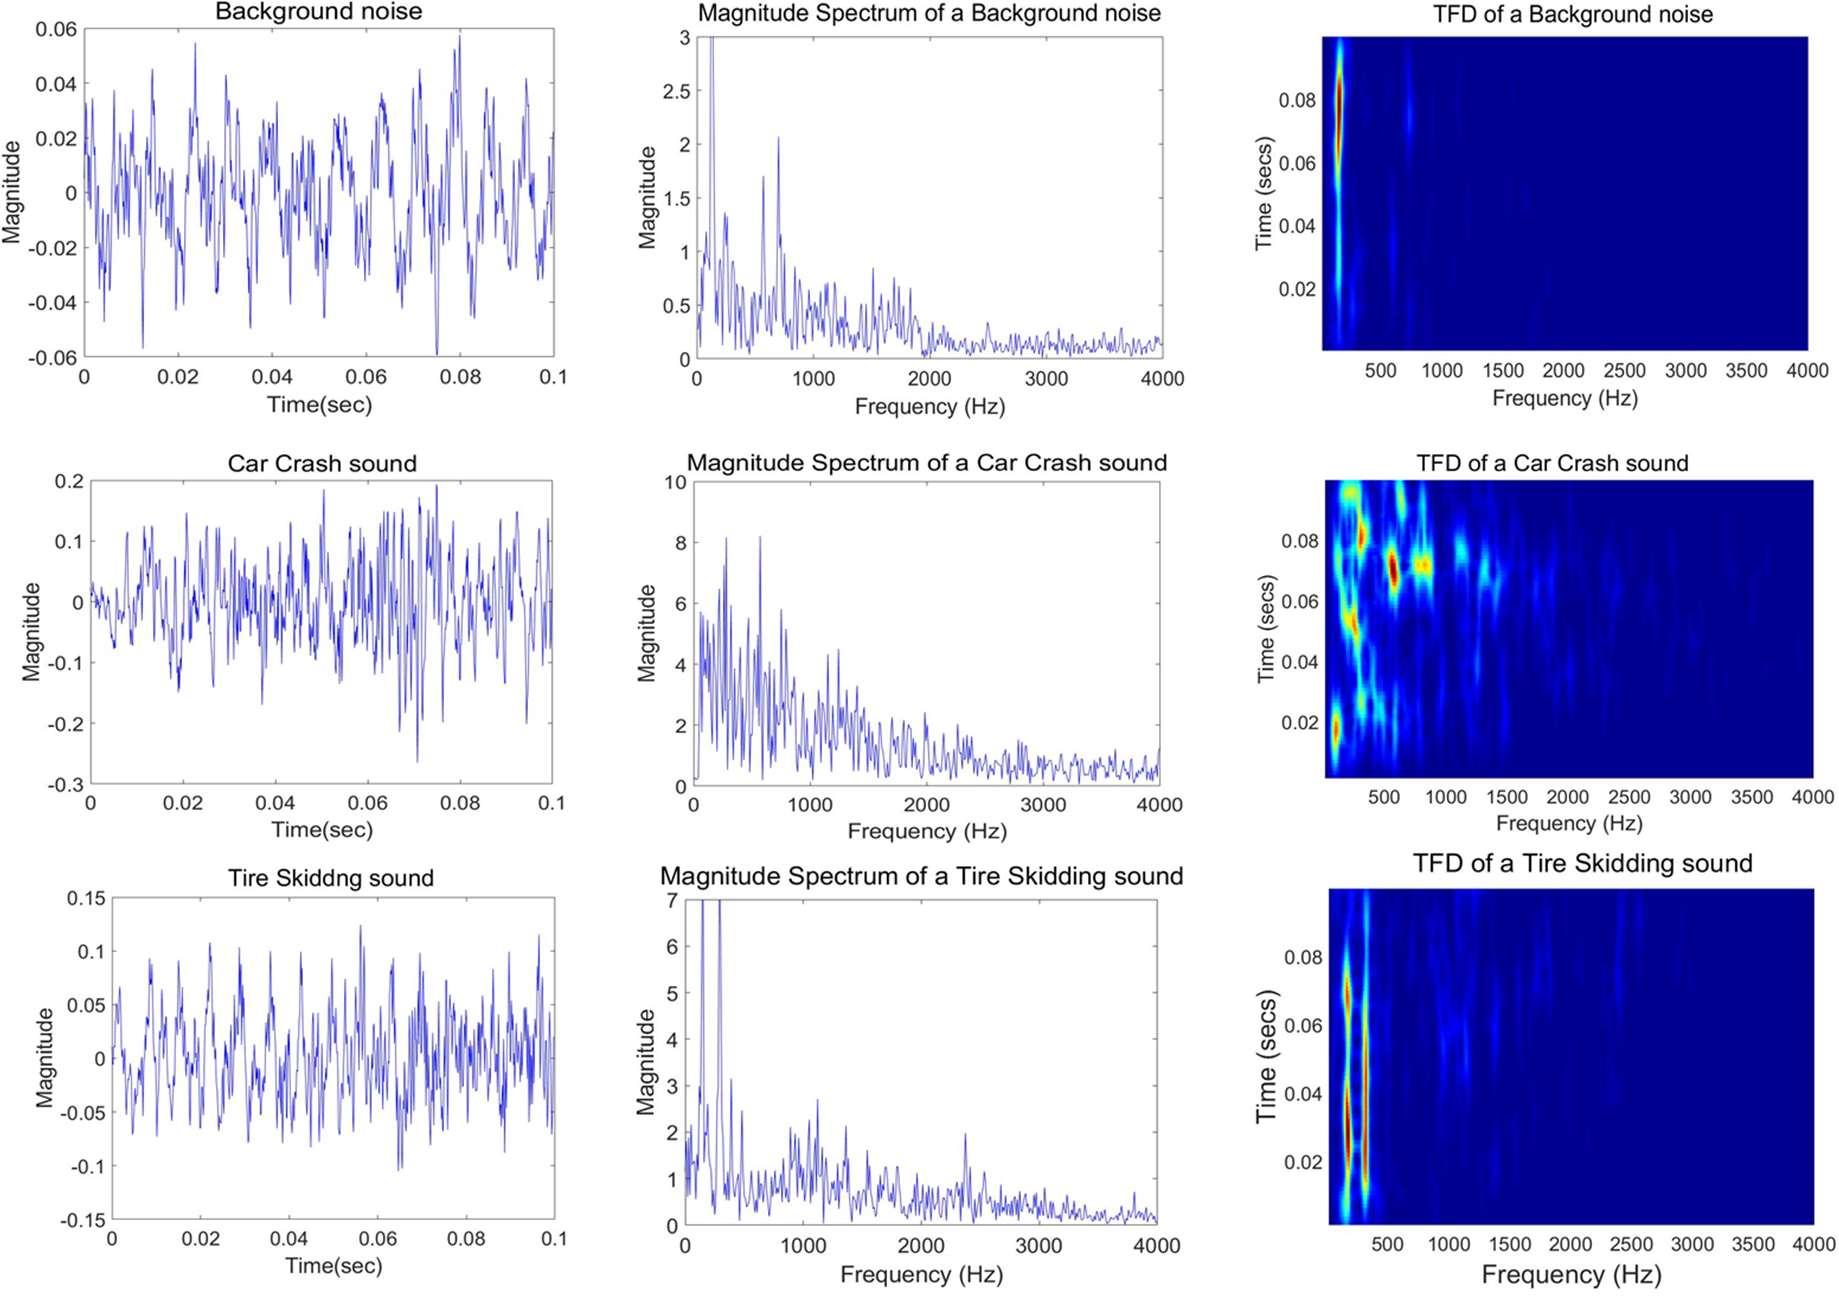 Background noise
0.06
0.04
0.02
0
-0.02
-0.04
-0.06
Magnitude
0 0.02 0.04 0.06 0.08 0.1
Time(sec)
Magnitude Spectrum of a Background noise
3
2.5
2
1.5
1
0.5
0
Magnitude
0 1000 2000 3000 4000
Frequency (Hz)
TFD of a Background noise
0.08
0.06
0.04
0.02
Time (secs)
500 1000 1500 2000 2500 3000 3500 4000
Frequency (Hz)
Car Crash sound
0.2
0.1
0
-0.1
-0.2
-0.3
Magnitude
0 0.02 0.04 0.06 0.08 0.1
Time(sec)
Magnitude Spectrum of a Car Crash sound
10
8
6
4
2
0
Magnitude
0 1000 2000 3000 4000
Frequency (Hz)
TFD of a Car Crash sound
0.08
0.06
0.04
0.02
Time (secs)
500 1000 1500 2000 2500 3000 3500 4000
Frequency (Hz)
Tire Skiddng sound
0.15
0.1
0.05
0
-0.05
-0.1
-0.15
Magnitude
0 0.02 0.04 0.06 0.08 0.1
Time(sec)
Magnitude Spectrum of a Tire Skidding sound
7
6
5
4
3
2
1
0
Magnitude
0 1000 2000 3000 4000
Frequency (Hz)
TFD of a Tire Skidding sound
0.08
0.06
0.04
0.02
Time (secs)
500 1000 1500 2000 2500 3000 3500 4000
Frequency (Hz)